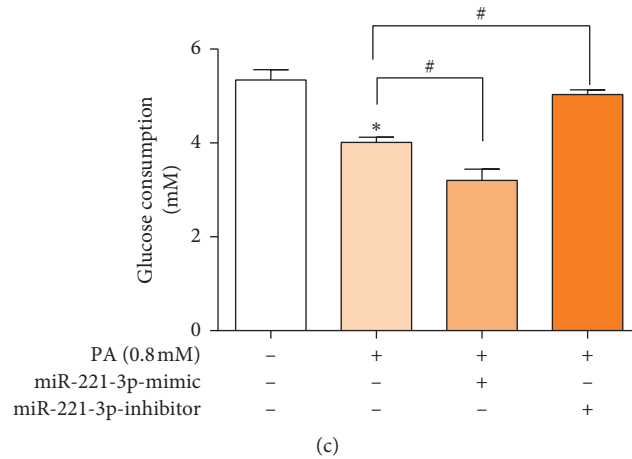 #
6
#
Glucose consumption
(mM)
*
4
2
0
PA (0.8 mM) – + + +
miR-221-3p-mimic – – + –
miR-221-3p-inhibitor – – – +
(c)